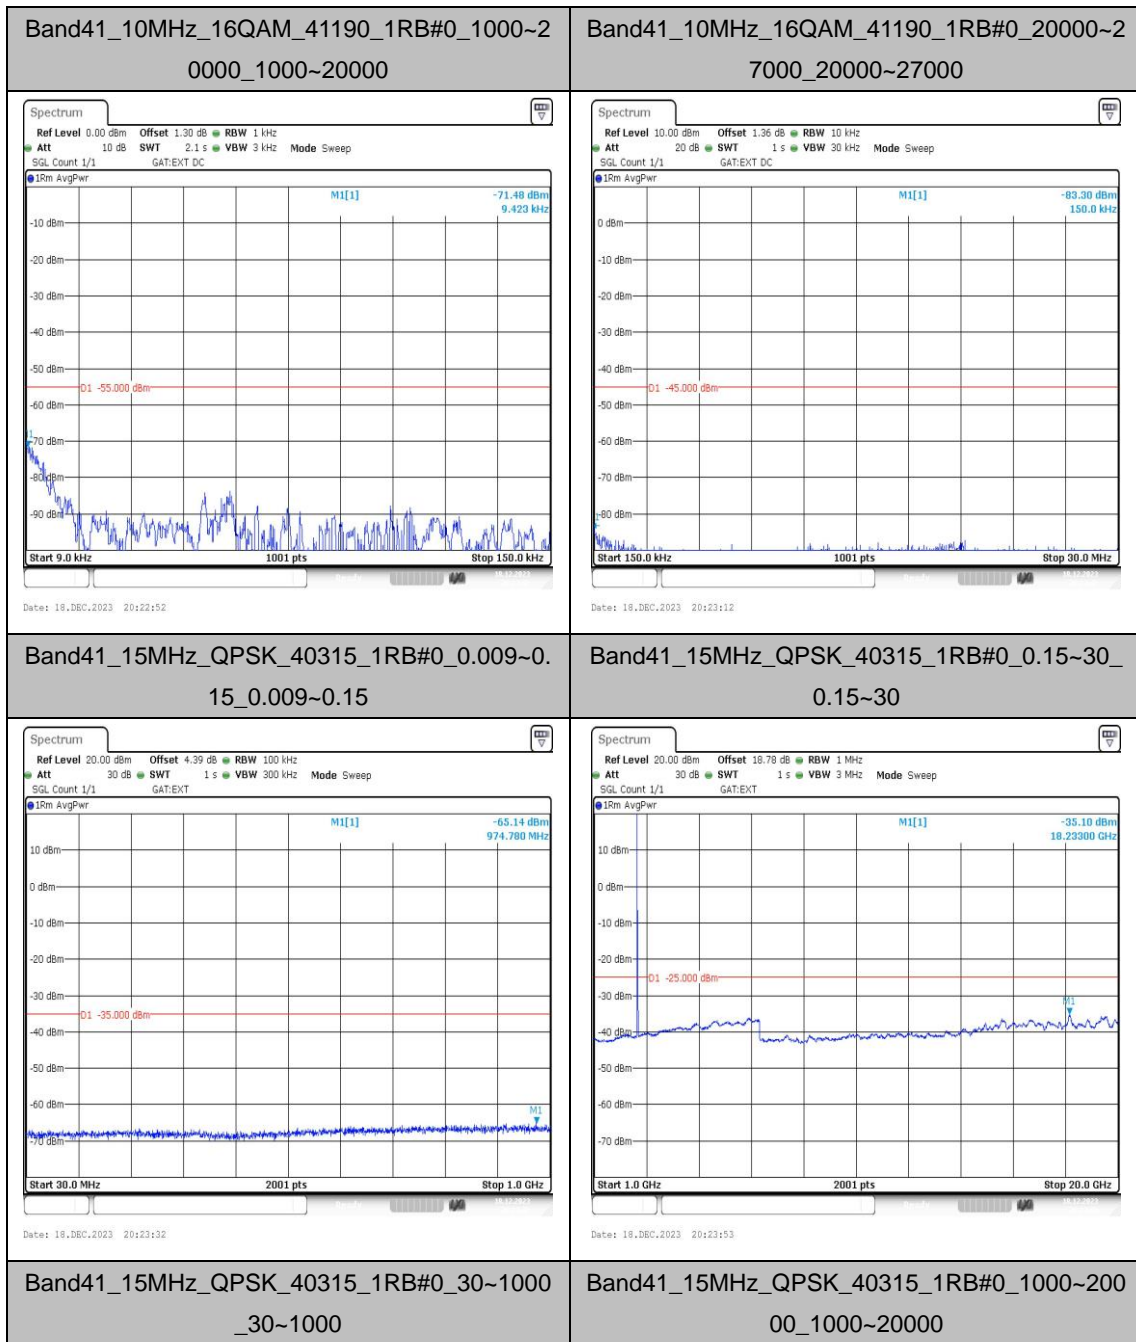 Band41_10MHz_16QAM_41190_1RB#0_1000~2
0000_1000~20000
Band41_10MHz_16QAM_41190_1RB#0_20000~2
7000_20000~27000
Spectrum
Ref Level 0.00 dBm Offset 1.30 dB RBW 1 kHz
Att 10 dB SWT 2.1 s VBW 3 kHz Mode Sweep
SGL Count 1/1 GAT:EXT DC
1Rm AvgPwr
M1[1] -71.48 dBm
9.423 kHz
-10 dBm
-20 dBm
-30 dBm
-40 dBm
-50 dBm
D1 -55.000 dBm
-60 dBm
-70 dBm
-80 dBm
-90 dBm
Start 9.0 kHz 1001 pts Stop 150.0 kHz
Date: 18.DEC.2023 20:22:52
Spectrum
Ref Level 10.00 dBm Offset 1.36 dB RBW 10 kHz
Att 20 dB SWT 1 s VBW 30 kHz Mode Sweep
SGL Count 1/1 GAT:EXT DC
1Rm AvgPwr
M1[1] -83.30 dBm
150.0 kHz
0 dBm
-10 dBm
-20 dBm
-30 dBm
-40 dBm
D1 -45.000 dBm
-50 dBm
-60 dBm
-70 dBm
-80 dBm
Start 150.0 kHz 1001 pts Stop 30.0 MHz
Date: 18.DEC.2023 20:23:12
Band41_15MHz_QPSK_40315_1RB#0_0.009~0.
15_0.009~0.15
Band41_15MHz_QPSK_40315_1RB#0_0.15~30_
0.15~30
Spectrum
Ref Level 20.00 dBm Offset 4.39 dB RBW 100 kHz
Att 30 dB SWT 1 s VBW 300 kHz Mode Sweep
SGL Count 1/1 GAT:EXT
1Rm AvgPwr
M1[1] -65.14 dBm
974.780 MHz
10 dBm
0 dBm
-10 dBm
-20 dBm
-30 dBm
D1 -35.000 dBm
-40 dBm
-50 dBm
-60 dBm
M1
-70 dBm
Start 30.0 MHz 2001 pts Stop 1.0 GHz
Date: 18.DEC.2023 20:23:32
Spectrum
Ref Level 20.00 dBm Offset 18.78 dB RBW 1 MHz
Att 30 dB SWT 1 s VBW 3 MHz Mode Sweep
SGL Count 1/1 GAT:EXT
1Rm AvgPwr
M1[1] -35.10 dBm
18.23300 GHz
10 dBm
0 dBm
-10 dBm
-20 dBm
D1 -25.000 dBm
-30 dBm
M1
-40 dBm
-50 dBm
-60 dBm
-70 dBm
Start 1.0 GHz 2001 pts Stop 20.0 GHz
Date: 18.DEC.2023 20:23:53
Band41_15MHz_QPSK_40315_1RB#0_30~1000
_30~1000
Band41_15MHz_QPSK_40315_1RB#0_1000~200
00_1000~20000